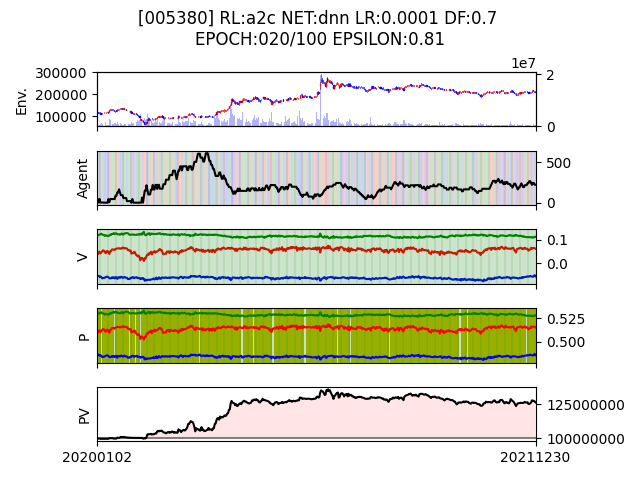 [005380] RL:a2c NET:dnn LR:0.0001 DF:0.7
EPOCH:020/100 EPSILON:0.81
1e7
Env.
300000
200000
100000
2
0
Agent
500
0
V
0.1
0.0
P
0.525
0.500
PV
125000000
100000000
20200102
20211230